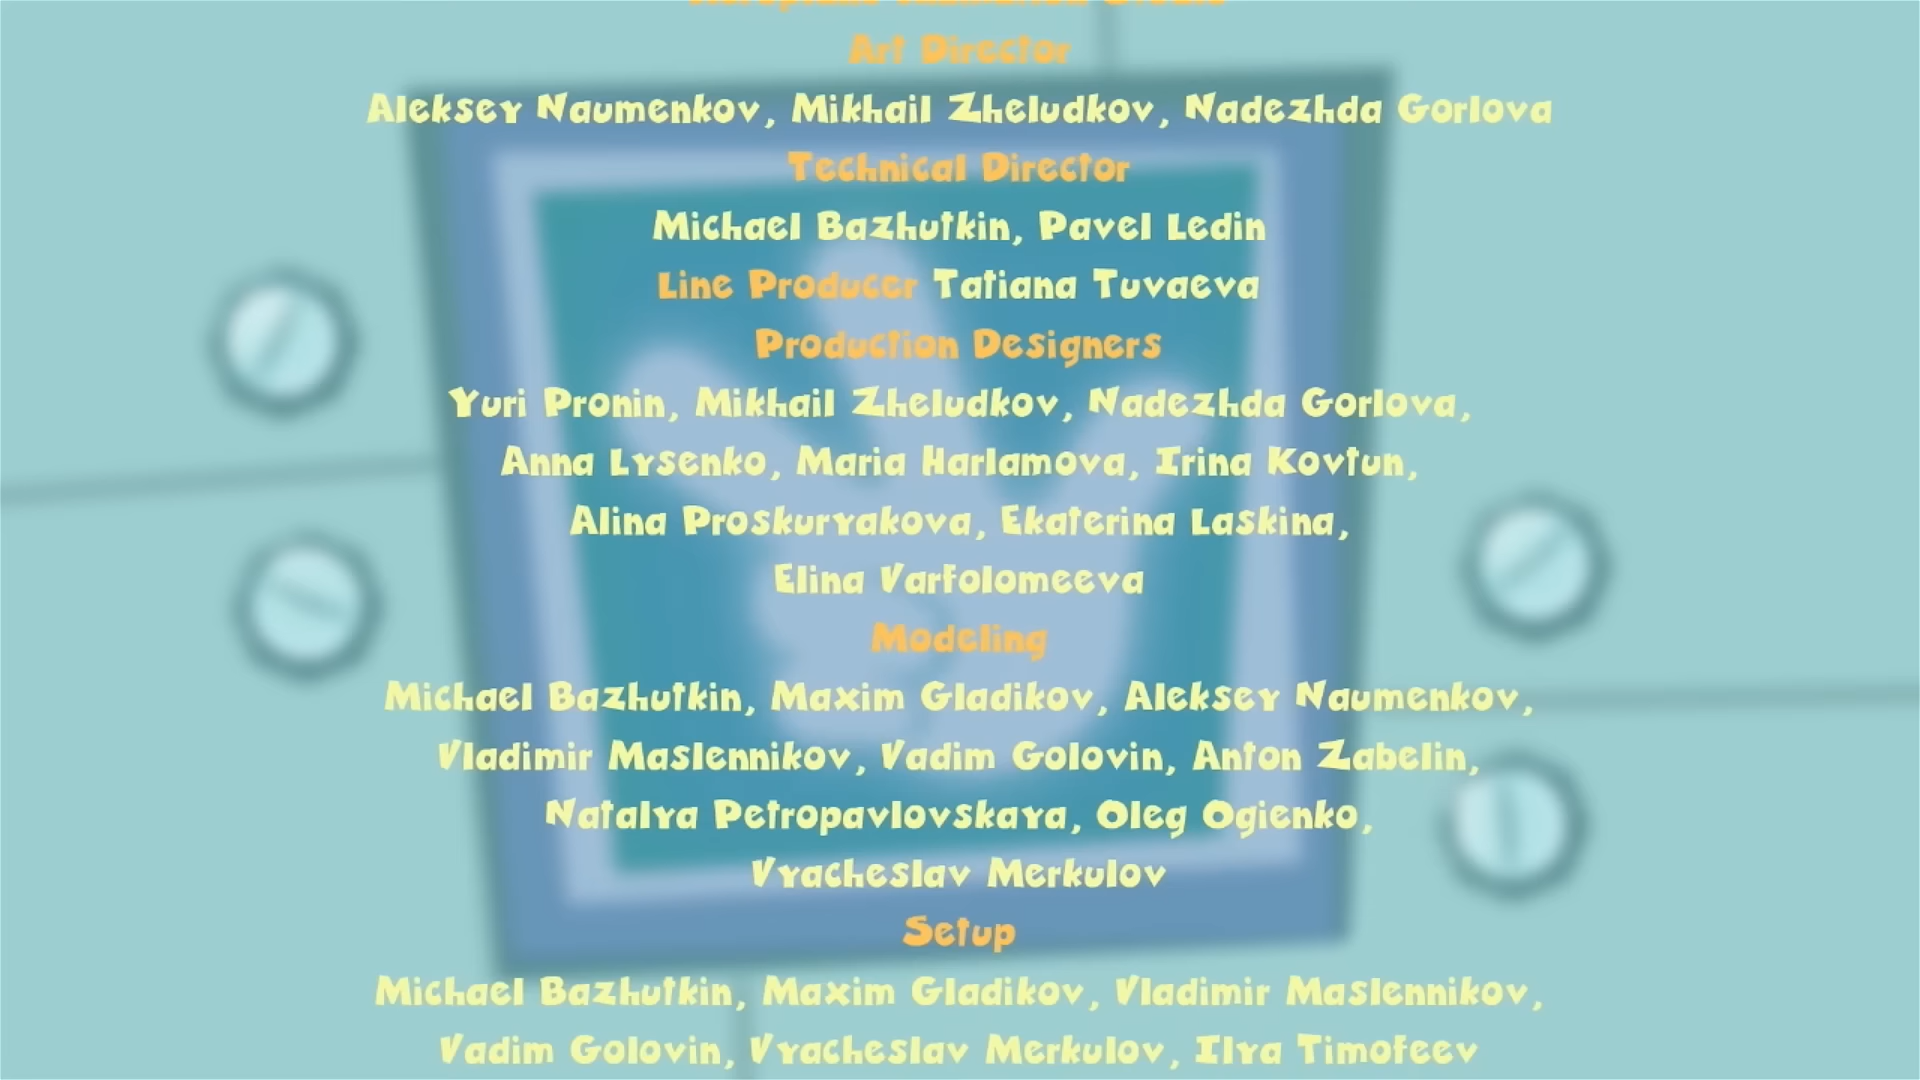 Art Director
Aleksey Naumenkov, Mikhail Zheludkov, Nadezhda Gorlova
Technical Director
Michael Bazhutkin, Pavel Ledin
Line Producer Tatiana Tuvaeva
Production Designers
Yuri Pronin, Mikhail Zheludkov, Nadezhda Gorlova,
Anna Lysenko, Maria Harlamova, Irina Kovtun,
Alina Proskuryakova, Ekaterina Laskina,
Elina Varfolomeeva
Modeling
Michael Bazhutkin, Maxim Gladikov, Aleksey Naumenkov,
Vladimir Maslennikov, Vadim Golovin, Anton Zabelin,
Natalya Petropavlovskaya, Oleg Ogienko,
Vyacheslav Merkulov
Setup
Michael Bazhutkin, Maxim Gladikov, Vladimir Maslennikov,
Vadim Golovin, Vyacheslav Merkulov, Ilya Timofeev